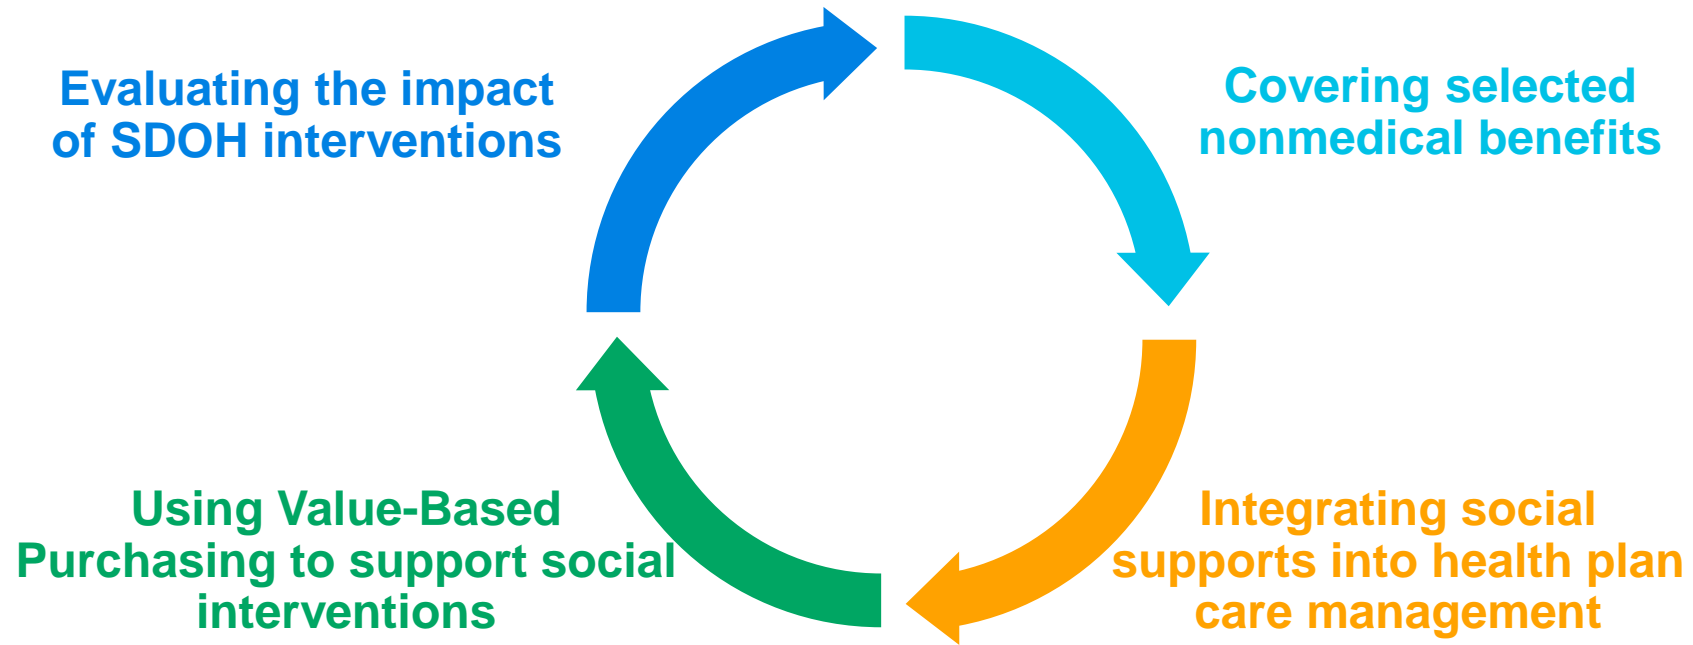 Evaluating the impact
of SDOH interventions
Covering selected
nonmedical benefits
Using Value-Based
Purchasing to support social
interventions
Integrating social
supports into health plan
care management